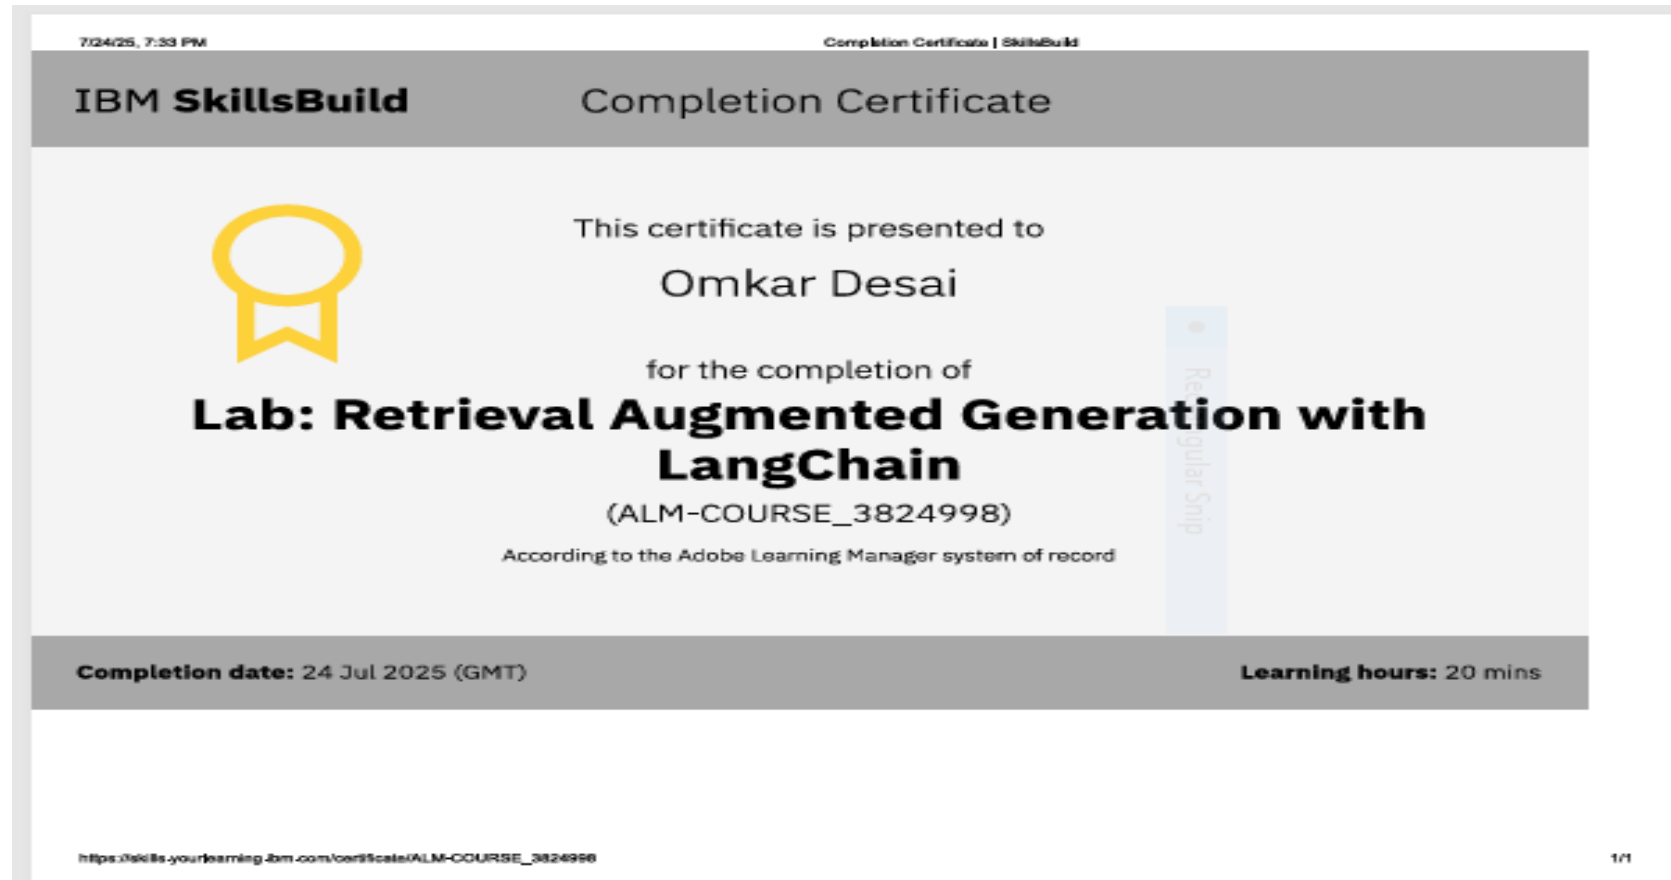 7/24/25, 7:33 PM
Completion Certificate | SkillsBuild
IBM SkillsBuild
Completion Certificate
This certificate is presented to
Omkar Desai
for the completion of
Lab: Retrieval Augmented Generation with
LangChain
(ALM-COURSE_3824998)
According to the Adobe Learning Manager system of record
Rectangular Snip
Completion date: 24 Jul 2025 (GMT)
Learning hours: 20 mins
https://skills.yourlearning.ibm.com/certificate/ALM-COURSE_3824998
1/1